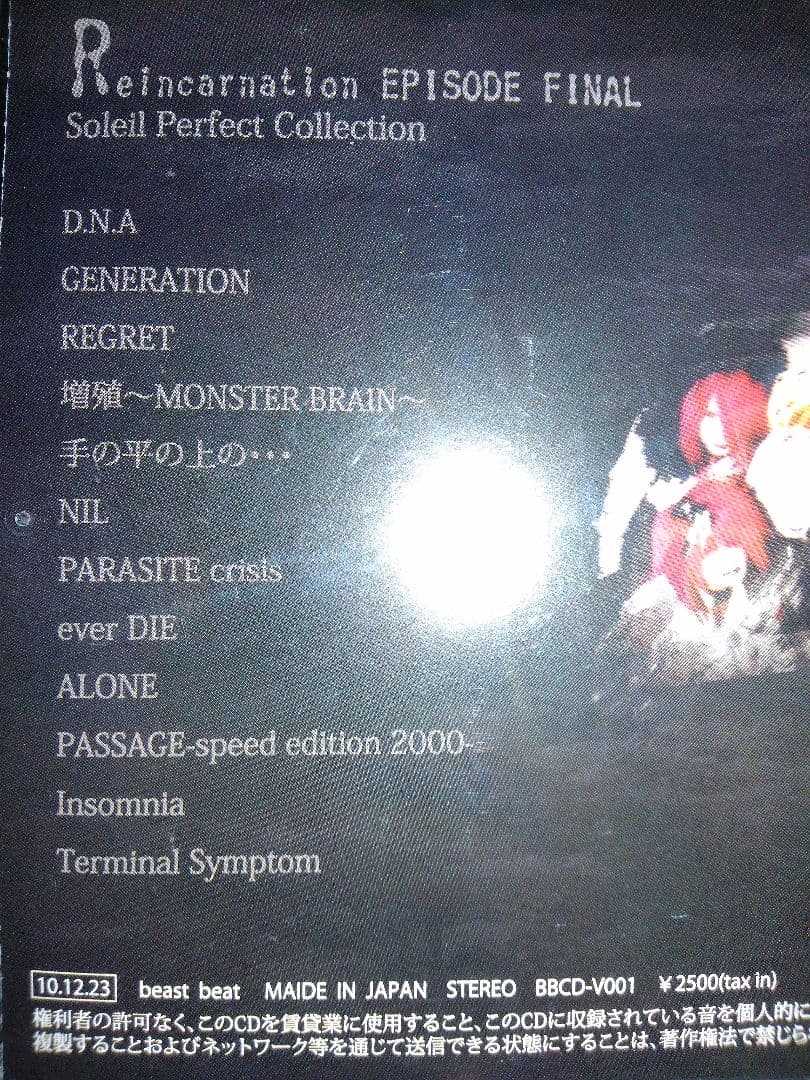 Reincarnation EPISODE FINAL
Soleil Perfect Collection
D.N.A
GENERATION
REGRET
増殖～MONSTER BRAIN～
手の平の上の･･･
NIL
PARASITE crisis
ever DIE
ALONE
PASSAGE-speed edition 2000-
Insomnia
Terminal Symptom
10.12.23 beast beat MAIDE IN JAPAN STEREO BBCD-V001 ￥2500(tax in)
権利者の許可なく、このCDを賃貸業に使用すること、このCDに収録されている音を個人的に
複製することおよびネットワーク等を通じて送信できる状態にすることは、著作権法で禁じら